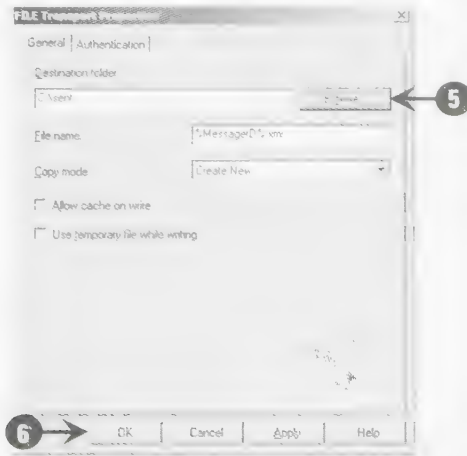 FILE Transport Properties
General Authentication
Destination folder
Browse 5
File name: %MessageID%.xml
Copy mode Create New
Allow cache on write
Use temporary file while writing
6 OK Cancel Apply Help